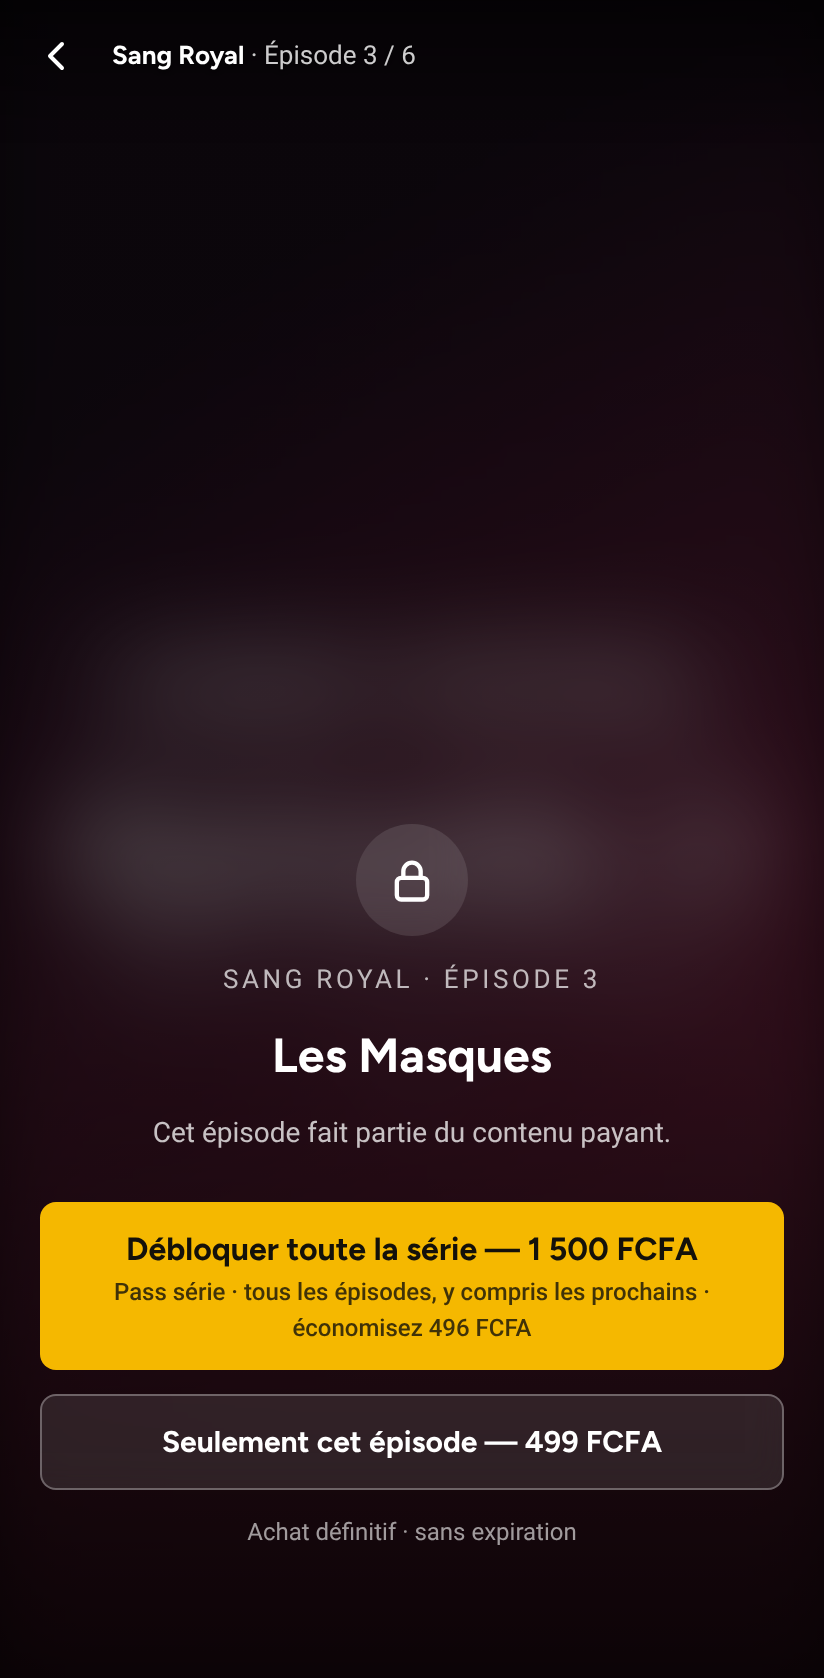 Sang Royal · Épisode 3 / 6
SANG ROYAL · ÉPISODE 3
Les Masques
Cet épisode fait partie du contenu payant.
Débloquer toute la série — 1 500 FCFA
Pass série · tous les épisodes, y compris les prochains ·
économisez 496 FCFA
Seulement cet épisode — 499 FCFA
Achat définitif · sans expiration